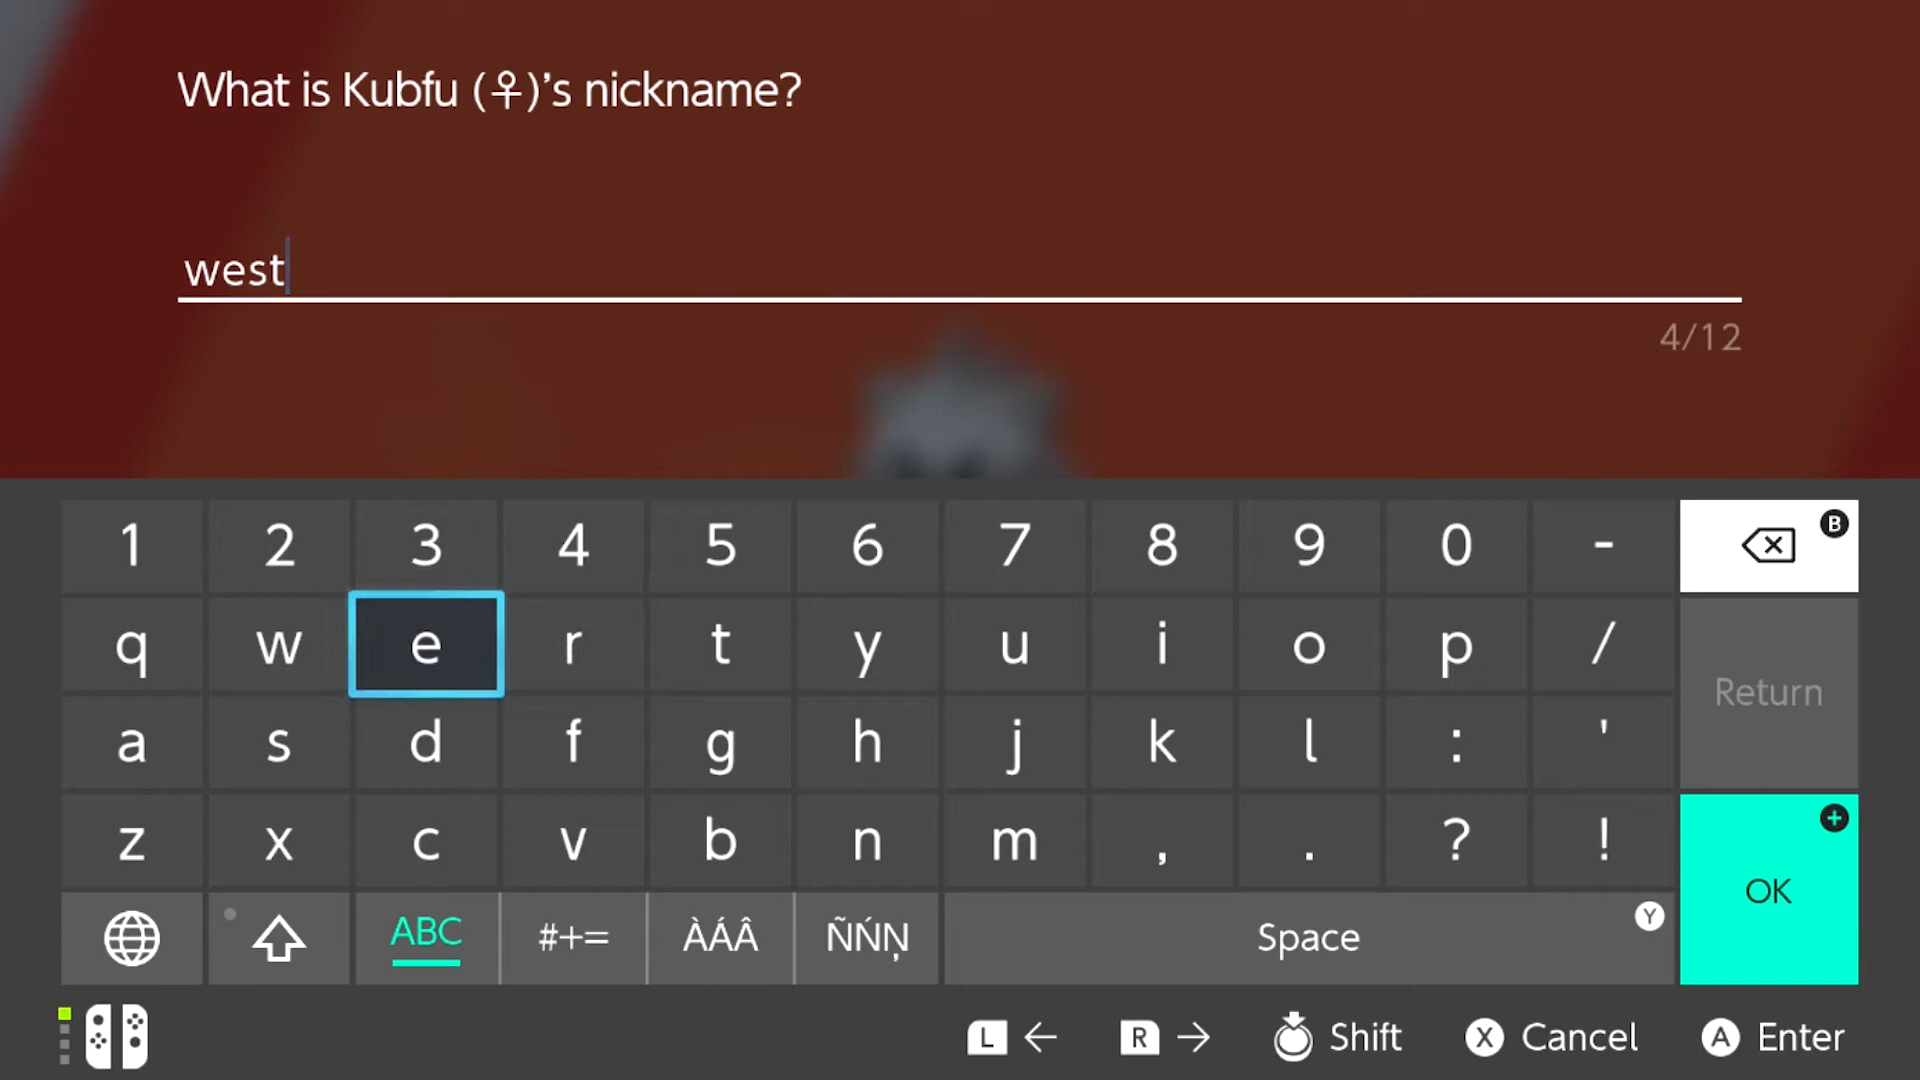 What is Kubfu (♀)'s nickname?
west
4/12
1 2 3 4 5 6 7 8 9 0 -
B
q w e r t y u i o p /
Return
a s d f g h j k l : '
z x c v b n m , . ? !
+
OK
ABC #+= ÀÁÂ ÑŃŅ Space Y
L ← R → Shift X Cancel A Enter